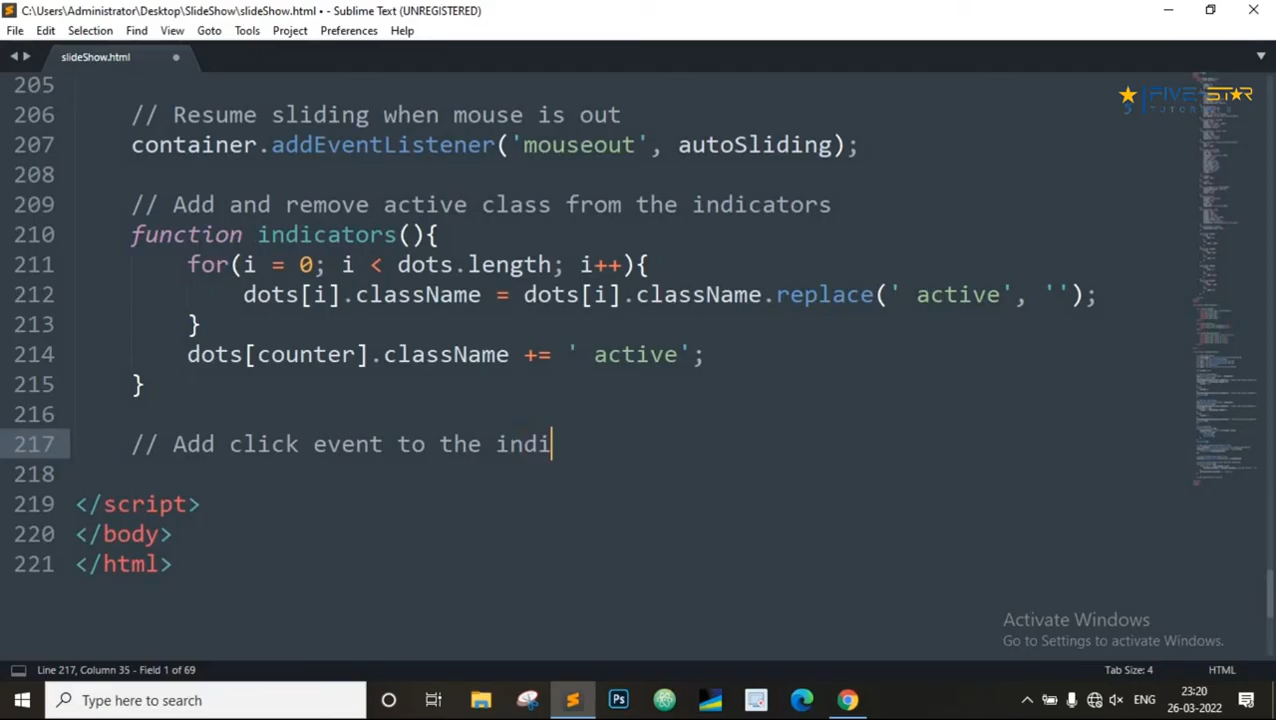 C:\Users\Administrator\Desktop\SlideShow\slideShow.html • - Sublime Text (UNREGISTERED)
File Edit Selection Find View Goto Tools Project Preferences Help
slideShow.html
FIVE-STAR
TUTORIALS
205
206 // Resume sliding when mouse is out
207 container.addEventListener('mouseout', autoSliding);
208
209 // Add and remove active class from the indicators
210 function indicators(){
211 for(i = 0; i < dots.length; i++){
212 dots[i].className = dots[i].className.replace(' active', '');
213 }
214 dots[counter].className += ' active';
215 }
216
217 // Add click event to the indi
218
219 </script>
220 </body>
221 </html>
Activate Windows
Go to Settings to activate Windows.
Line 217, Column 35 - Field 1 of 69 Tab Size: 4 HTML
Type here to search Ps ENG 23:20
26-03-2022